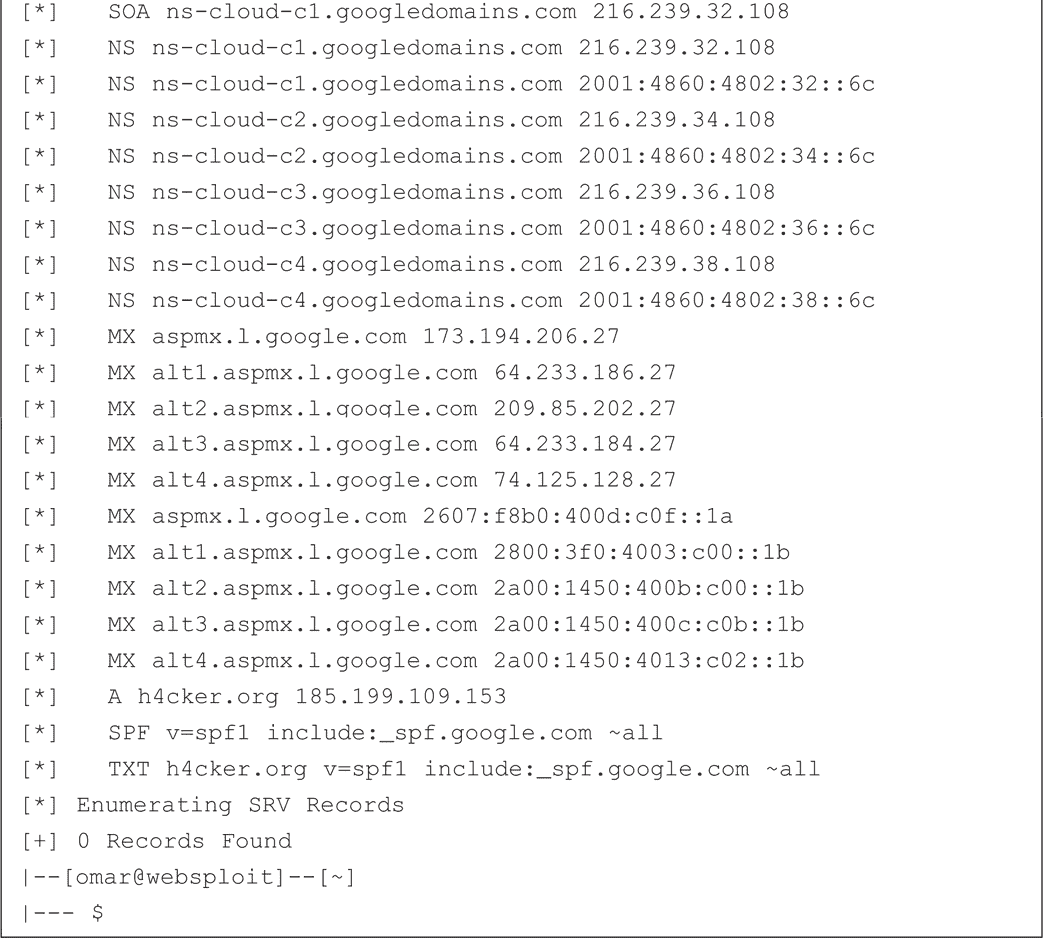 [*] SOA ns-cloud-c1.googledomains.com 216.239.32.108
[*] NS ns-cloud-c1.googledomains.com 216.239.32.108
[*] NS ns-cloud-c1.googledomains.com 2001:4860:4802:32::6c
[*] NS ns-cloud-c2.googledomains.com 216.239.34.108
[*] NS ns-cloud-c2.googledomains.com 2001:4860:4802:34::6c
[*] NS ns-cloud-c3.googledomains.com 216.239.36.108
[*] NS ns-cloud-c3.googledomains.com 2001:4860:4802:36::6c
[*] NS ns-cloud-c4.googledomains.com 216.239.38.108
[*] NS ns-cloud-c4.googledomains.com 2001:4860:4802:38::6c
[*] MX aspmx.l.google.com 173.194.206.27
[*] MX alt1.aspmx.l.google.com 64.233.186.27
[*] MX alt2.aspmx.l.google.com 209.85.202.27
[*] MX alt3.aspmx.l.google.com 64.233.184.27
[*] MX alt4.aspmx.l.google.com 74.125.128.27
[*] MX aspmx.l.google.com 2607:f8b0:400d:c0f::1a
[*] MX alt1.aspmx.l.google.com 2800:3f0:4003:c00::1b
[*] MX alt2.aspmx.l.google.com 2a00:1450:400b:c00::1b
[*] MX alt3.aspmx.l.google.com 2a00:1450:400c:c0b::1b
[*] MX alt4.aspmx.l.google.com 2a00:1450:4013:c02::1b
[*] A h4cker.org 185.199.109.153
[*] SPF v=spf1 include:_spf.google.com ~all
[*] TXT h4cker.org v=spf1 include:_spf.google.com ~all
[*] Enumerating SRV Records
[+] 0 Records Found
|--[omar@websploit]--[~]
|--- $